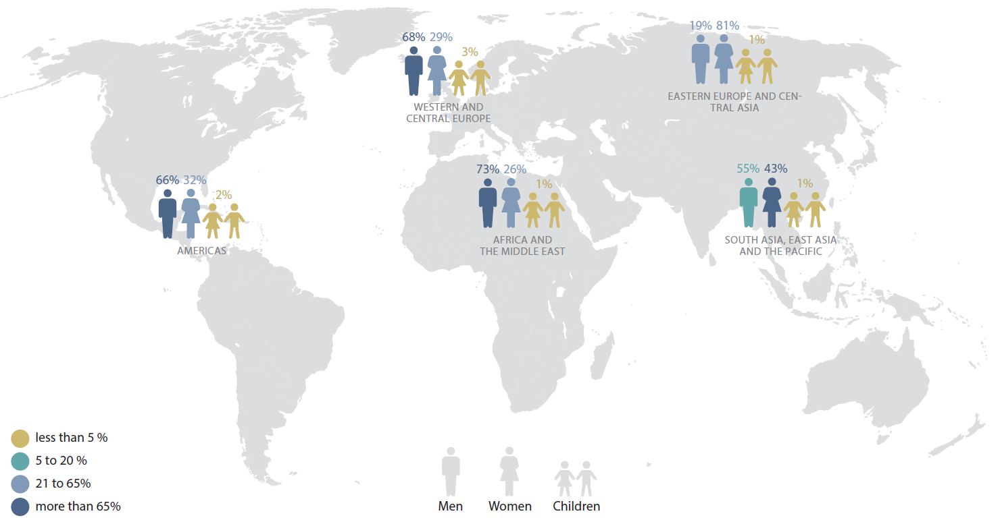 19% 81%
1%
EASTERN EUROPE AND CEN-
TRAL ASIA
68% 29%
3%
WESTERN AND
CENTRAL EUROPE
73% 26%
1%
AFRICA AND
THE MIDDLE EAST
55% 43%
1%
SOUTH ASIA, EAST ASIA
AND THE PACIFIC
66% 32%
2%
AMERICAS
less than 5 %
5 to 20 %
21 to 65%
more than 65%
Men Women Children